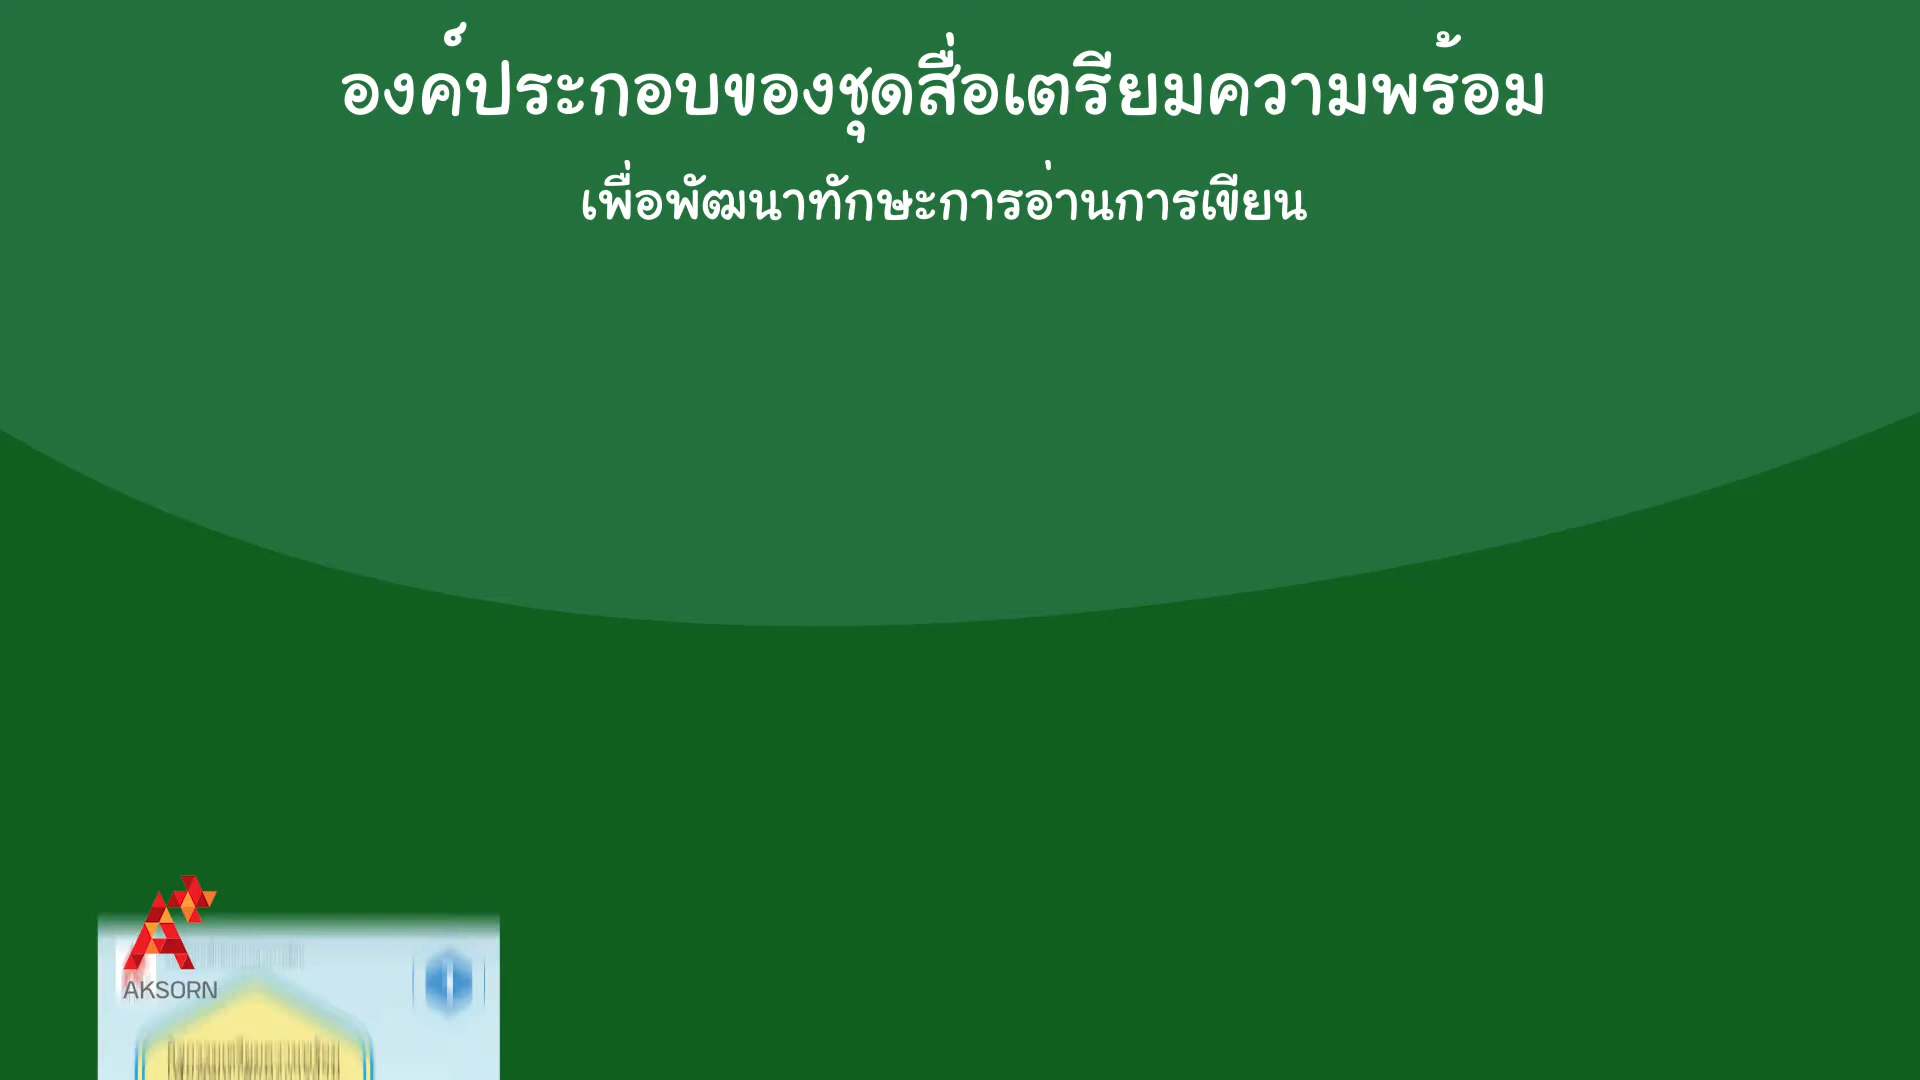 องค์ประกอบของชุดสื่อเตรียมความพร้อม
เพื่อพัฒนาทักษะการอ่านการเขียน
AKSORN